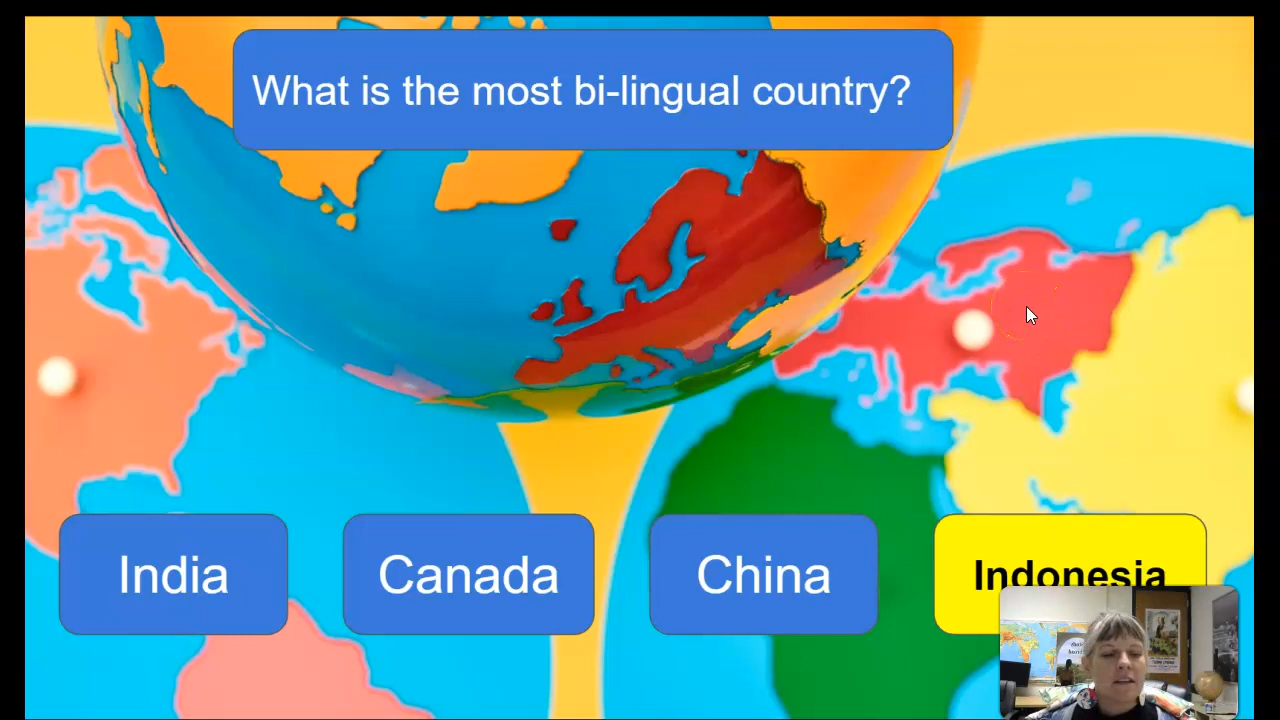 What is the most bi-lingual country?
India
Canada
China
Indonesia